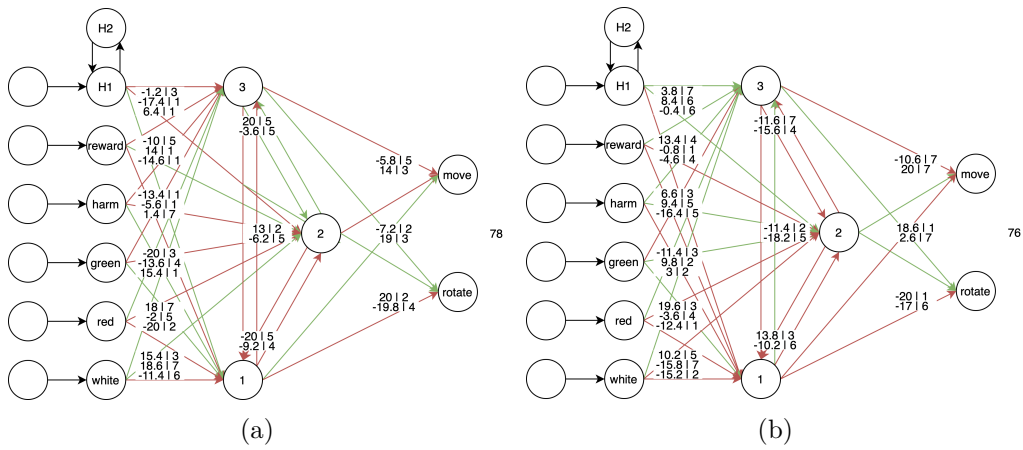 H2
H1
reward
harm
green
red
white
3
2
1
move
rotate
-1.2 | 3
-17.4 | 1
6.4 | 1
-10 | 5
14 | 1
-14.6 | 1
-13.4 | 1
-5.6 | 1
1.4 | 7
-20 | 3
-13.6 | 4
15.4 | 1
18 | 7
-2 | 5
-20 | 2
15.4 | 3
18.6 | 7
-11.4 | 6
20 | 5
-3.6 | 5
13 | 2
-6.2 | 5
-20 | 5
-9.2 | 4
-5.8 | 5
14 | 3
-7.2 | 2
19 | 3
20 | 2
-19.8 | 4
78
(a)
H2
H1
reward
harm
green
red
white
3
2
1
move
rotate
3.8 | 7
8.4 | 6
-0.4 | 6
13.4 | 4
-0.8 | 1
-4.6 | 4
6.6 | 3
9.4 | 5
-16.4 | 5
-11.4 | 3
9.8 | 2
3 | 2
19.6 | 3
-3.6 | 4
-12.4 | 1
10.2 | 5
-15.8 | 7
-15.2 | 2
-11.6 | 7
-15.6 | 4
-11.4 | 2
-18.2 | 5
13.8 | 3
-10.2 | 6
-10.6 | 7
20 | 7
18.6 | 1
2.6 | 7
-20 | 1
-17 | 6
76
(b)